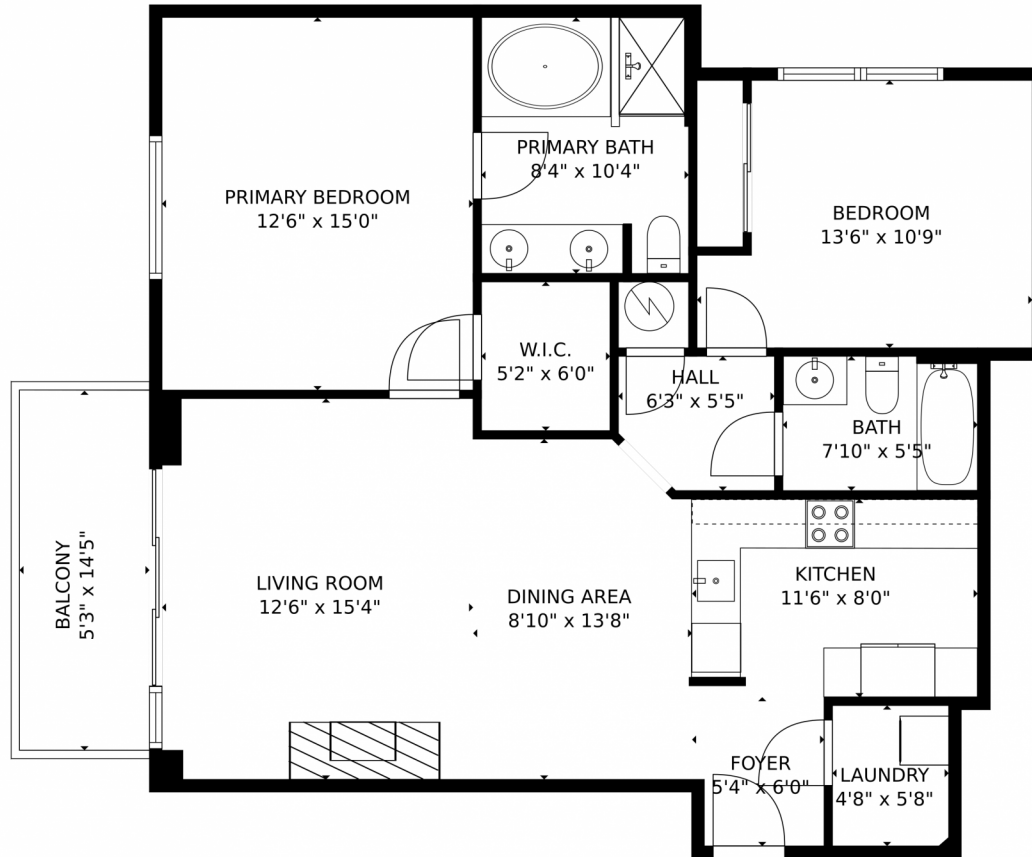 PRIMARY BEDROOM
12'6" x 15'0"
PRIMARY BATH
8'4" x 10'4"
BEDROOM
13'6" x 10'9"
W.I.C.
5'2" x 6'0"
HALL
6'3" x 5'5"
BATH
7'10" x 5'5"
BALCONY
5'3" x 14'5"
LIVING ROOM
12'6" x 15'4"
DINING AREA
8'10" x 13'8"
KITCHEN
11'6" x 8'0"
FOYER
5'4" x 6'0"
LAUNDRY
4'8" x 5'8"